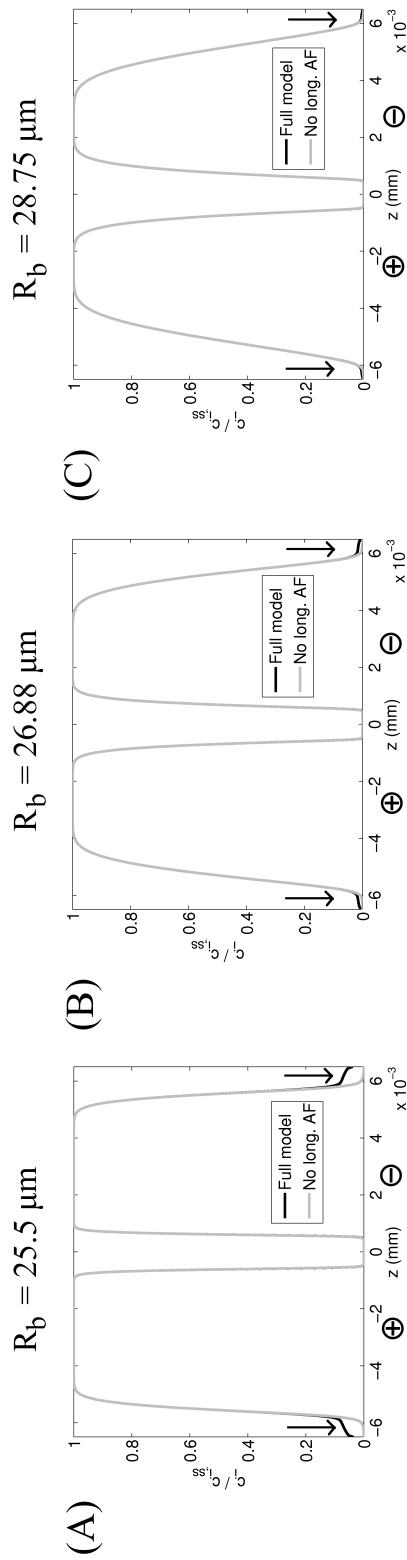 (A)
R_b = 25.5 µm
c_i / c_i,ss
1
0.8
0.6
0.4
0.2
0
Full model
No long. AF
−6 −4 −2 0 2 4 6
z (mm)
x 10^−3
⊕ ⊖
(B)
R_b = 26.88 µm
c_i / c_i,ss
1
0.8
0.6
0.4
0.2
0
Full model
No long. AF
−6 −4 −2 0 2 4 6
z (mm)
x 10^−3
⊕ ⊖
(C)
R_b = 28.75 µm
c_i / c_i,ss
1
0.8
0.6
0.4
0.2
0
Full model
No long. AF
−6 −4 −2 0 2 4 6
z (mm)
x 10^−3
⊕ ⊖